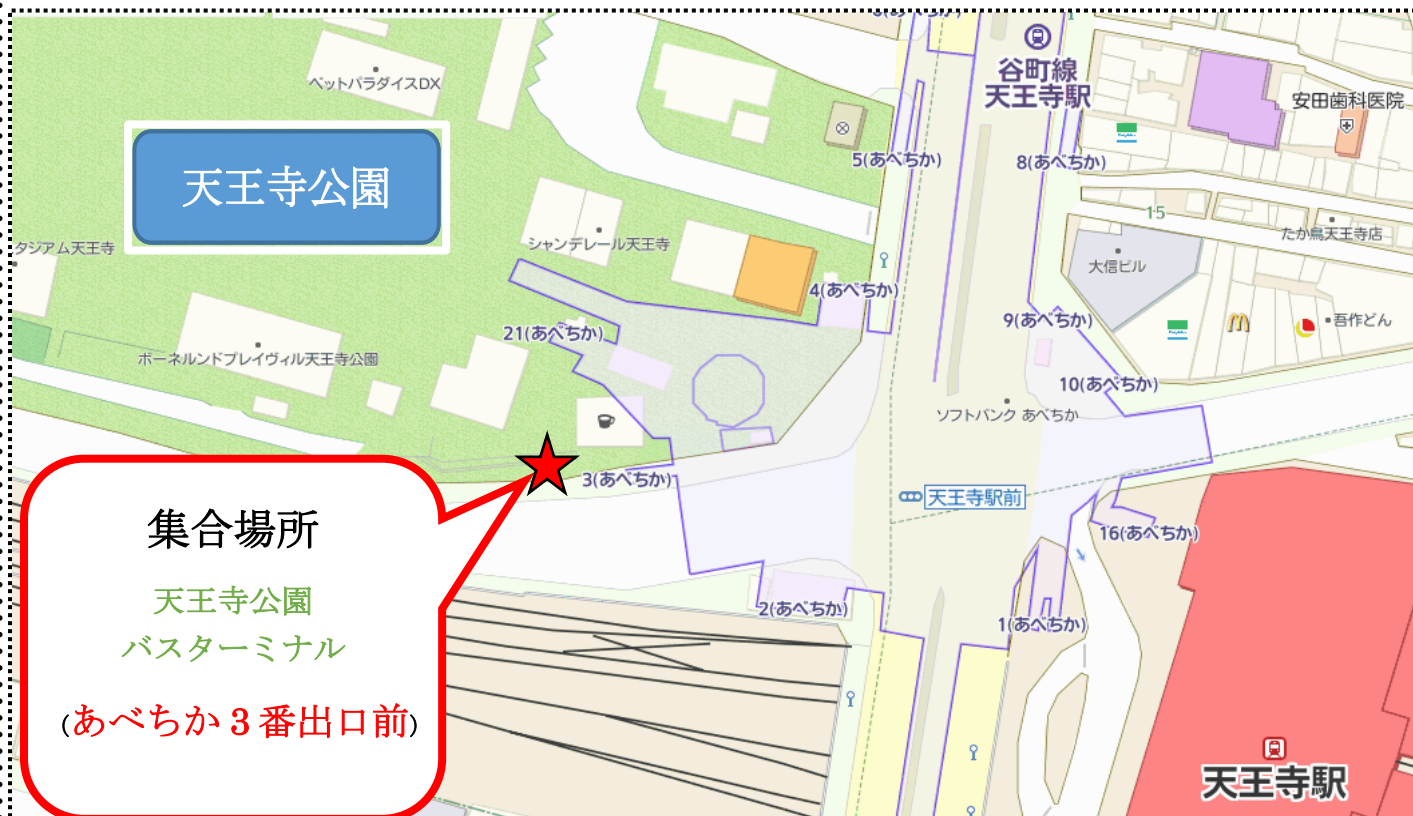 6(あべちか)
谷町線
天王寺駅
ペットパラダイスDX
安田歯科医院
天王寺公園
5(あべちか)
8(あべちか)
15
たか鳥天王寺店
タジアム天王寺
シャンデレール天王寺
大信ビル
4(あべちか)
21(あべちか)
9(あべちか)
吾作どん
ボーネルンドプレイヴィル天王寺公園
10(あべちか)
ソフトバンク あべちか
3(あべちか)
天王寺駅前
16(あべちか)
集合場所
天王寺公園
バスターミナル
(あべちか3番出口前)
2(あべちか)
1(あべちか)
天王寺駅